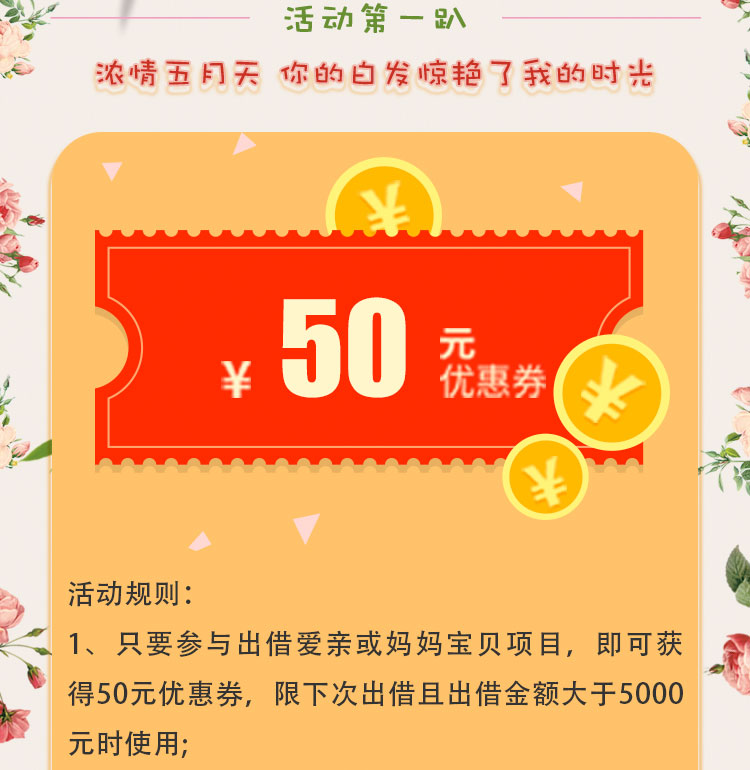 活动第一趴
浓情五月天 你的白发惊艳了我的时光
¥ 50 元
优惠券
活动规则：
1、只要参与出借爱亲或妈妈宝贝项目，即可获
得50元优惠券，限下次出借且出借金额大于5000
元时使用;